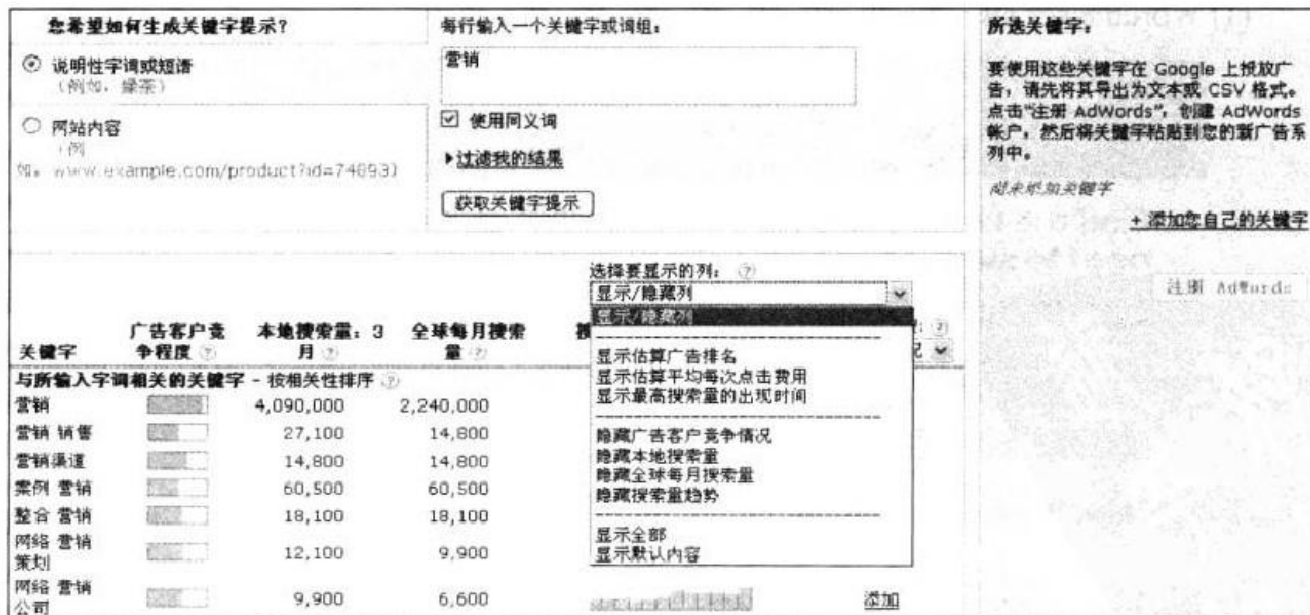 您希望如何生成关键字提示?
说明性字词或短语
(例如，绿茶)
网站内容
(例
如，www.example.com/product?id=74893)
每行输入一个关键字或词组：
营销
使用同义词
过滤我的结果
获取关键字提示
所选关键字：
要使用这些关键字在 Google 上投放广
告，请先将其导出为文本或 CSV 格式。
点击“注册 AdWords”，创建 AdWords
帐户，然后将关键字粘贴到您的新广告系
列中。
尚未添加关键字
+ 添加您自己的关键字
注册 AdWords
选择要显示的列： ?
显示/隐藏列
显示/隐藏列
显示估算广告排名
显示估算平均每次点击费用
显示最高搜索量的出现时间
隐藏广告客户竞争情况
隐藏本地搜索量
隐藏全球每月搜索量
隐藏搜索量趋势
显示全部
显示默认内容
关键字 广告客户竞争程度 ? 本地搜索量：3月 ? 全球每月搜索量 ?
与所输入字词相关的关键字 - 按相关性排序 ?
营销 4,090,000 2,240,000
营销 销售 27,100 14,800
营销渠道 14,800 14,800
案例 营销 60,500 60,500
整合 营销 18,100 18,100
网络 营销
策划 12,100 9,900
网络 营销
公司 9,900 6,600 添加